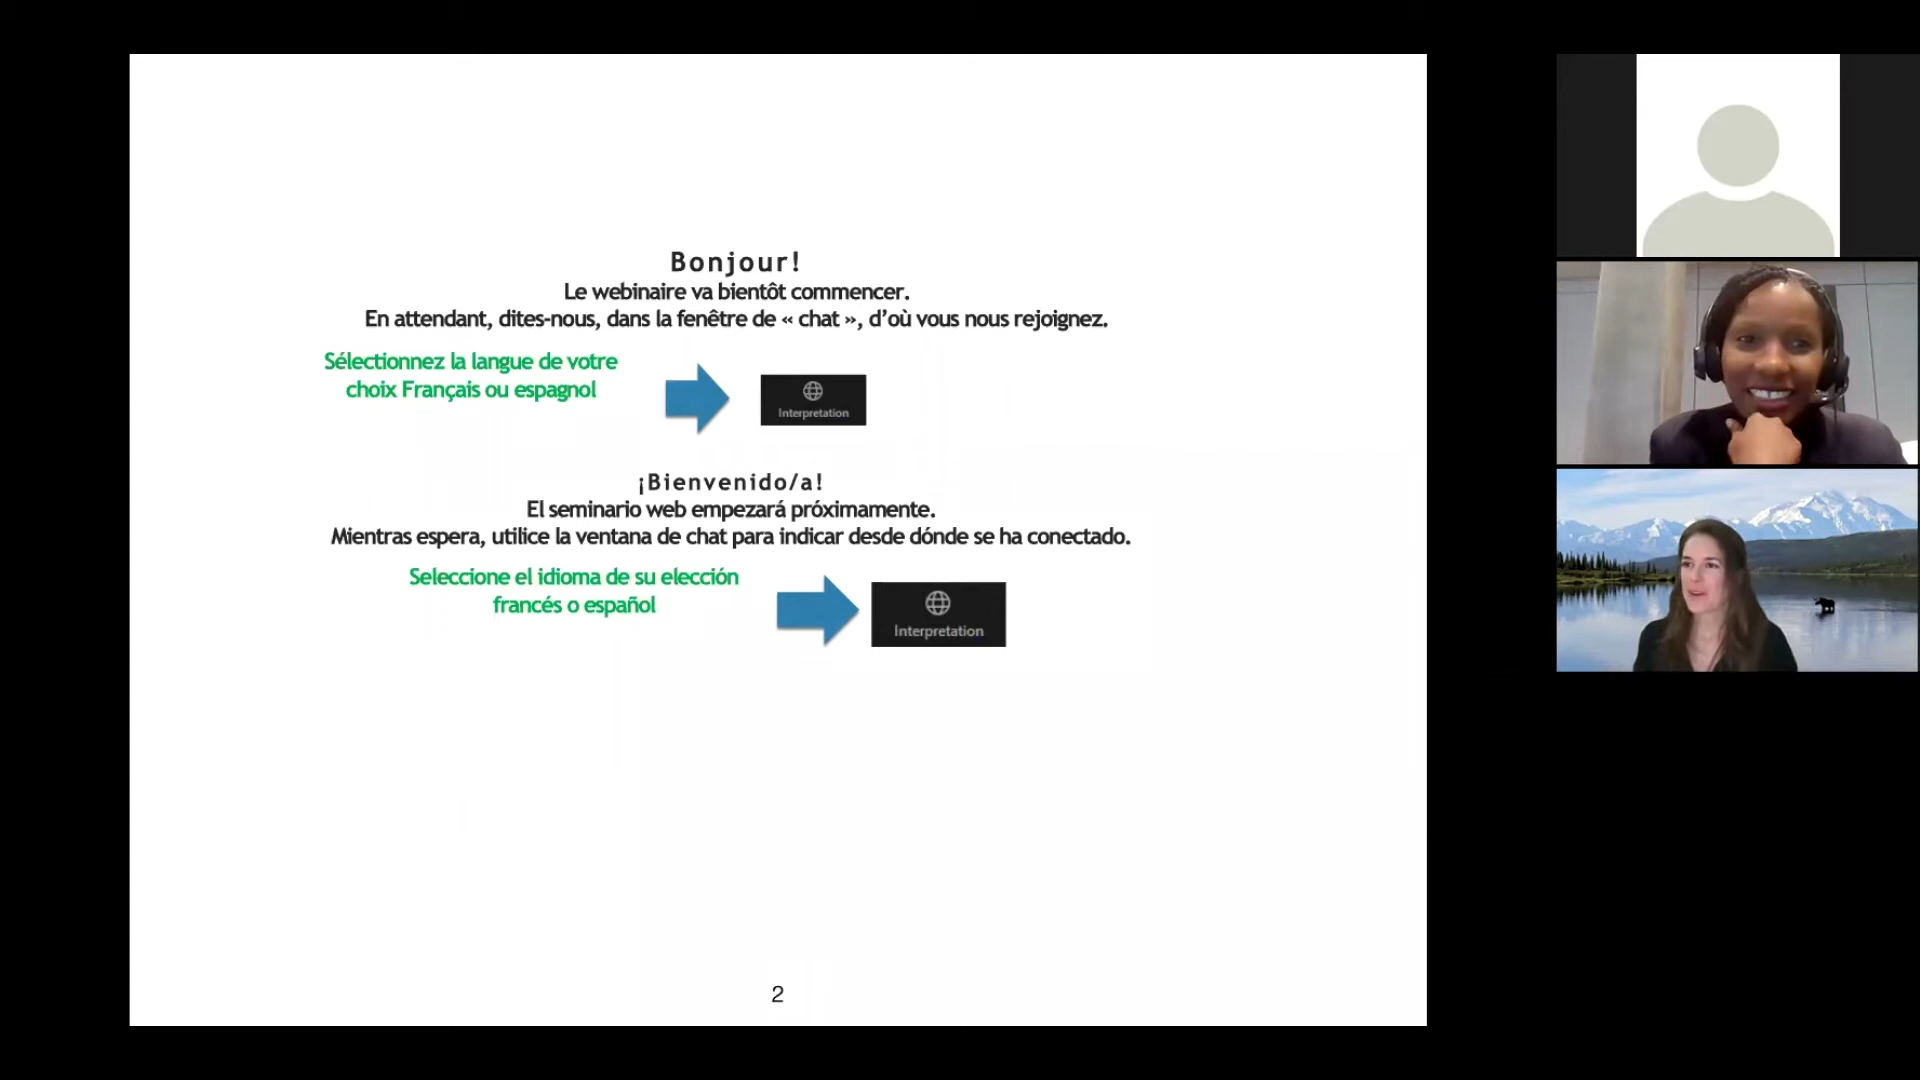 Bonjour!
Le webinaire va bientôt commencer.
En attendant, dites-nous, dans la fenêtre de « chat », d’où vous nous rejoignez.
Sélectionnez la langue de votre
choix Français ou espagnol
Interpretation
¡Bienvenido/a!
El seminario web empezará próximamente.
Mientras espera, utilice la ventana de chat para indicar desde dónde se ha conectado.
Seleccione el idioma de su elección
francés o español
Interpretation
2